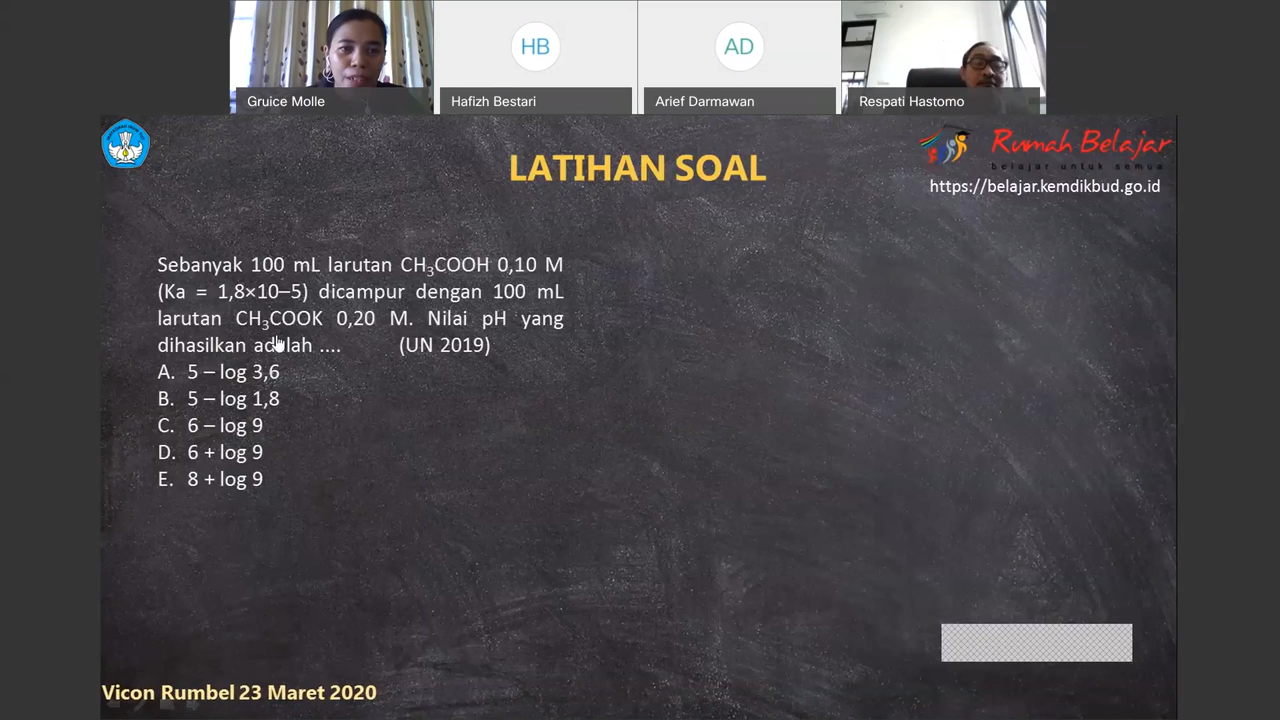 HB
AD
Gruice Molle
Hafizh Bestari
Arief Darmawan
Respati Hastomo
LATIHAN SOAL
Rumah Belajar
belajar untuk semua
https://belajar.kemdikbud.go.id
Sebanyak 100 mL larutan CH₃COOH 0,10 M
(Ka = 1,8×10–5) dicampur dengan 100 mL
larutan CH₃COOK 0,20 M. Nilai pH yang
dihasilkan adalah .... (UN 2019)
A. 5 – log 3,6
B. 5 – log 1,8
C. 6 – log 9
D. 6 + log 9
E. 8 + log 9
Vicon Rumbel 23 Maret 2020